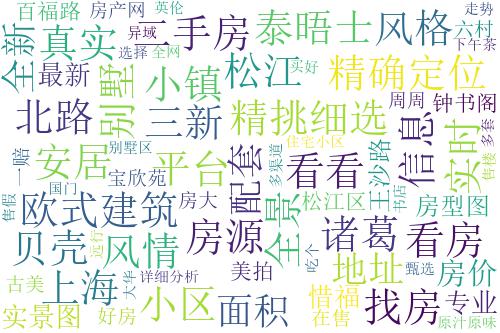 百福路
房产网
英伦
二手房
泰晤士
风格
走势
六村
下午茶
全新
真实
异域
选择
全网
最新
别墅
小镇
松江
实好
精确定位
北路
三新
精挑细选
周周
钟书阁
多套
安居
平台
别墅区
住宅小区
多渠道
配套
看看
信息
实时
售楼
一赔
售假
国门
宝欣苑
房大
松江区
王沙路
书店
房型图
欧式建筑
房源
全景
诸葛
看房
贝壳
风情
远行
吃个
地址
甄选
房价
古美
上海
大华
详细分析
美拍
实景图
好房
小区
面积
惜福
在售
找房
专业
原汁原味